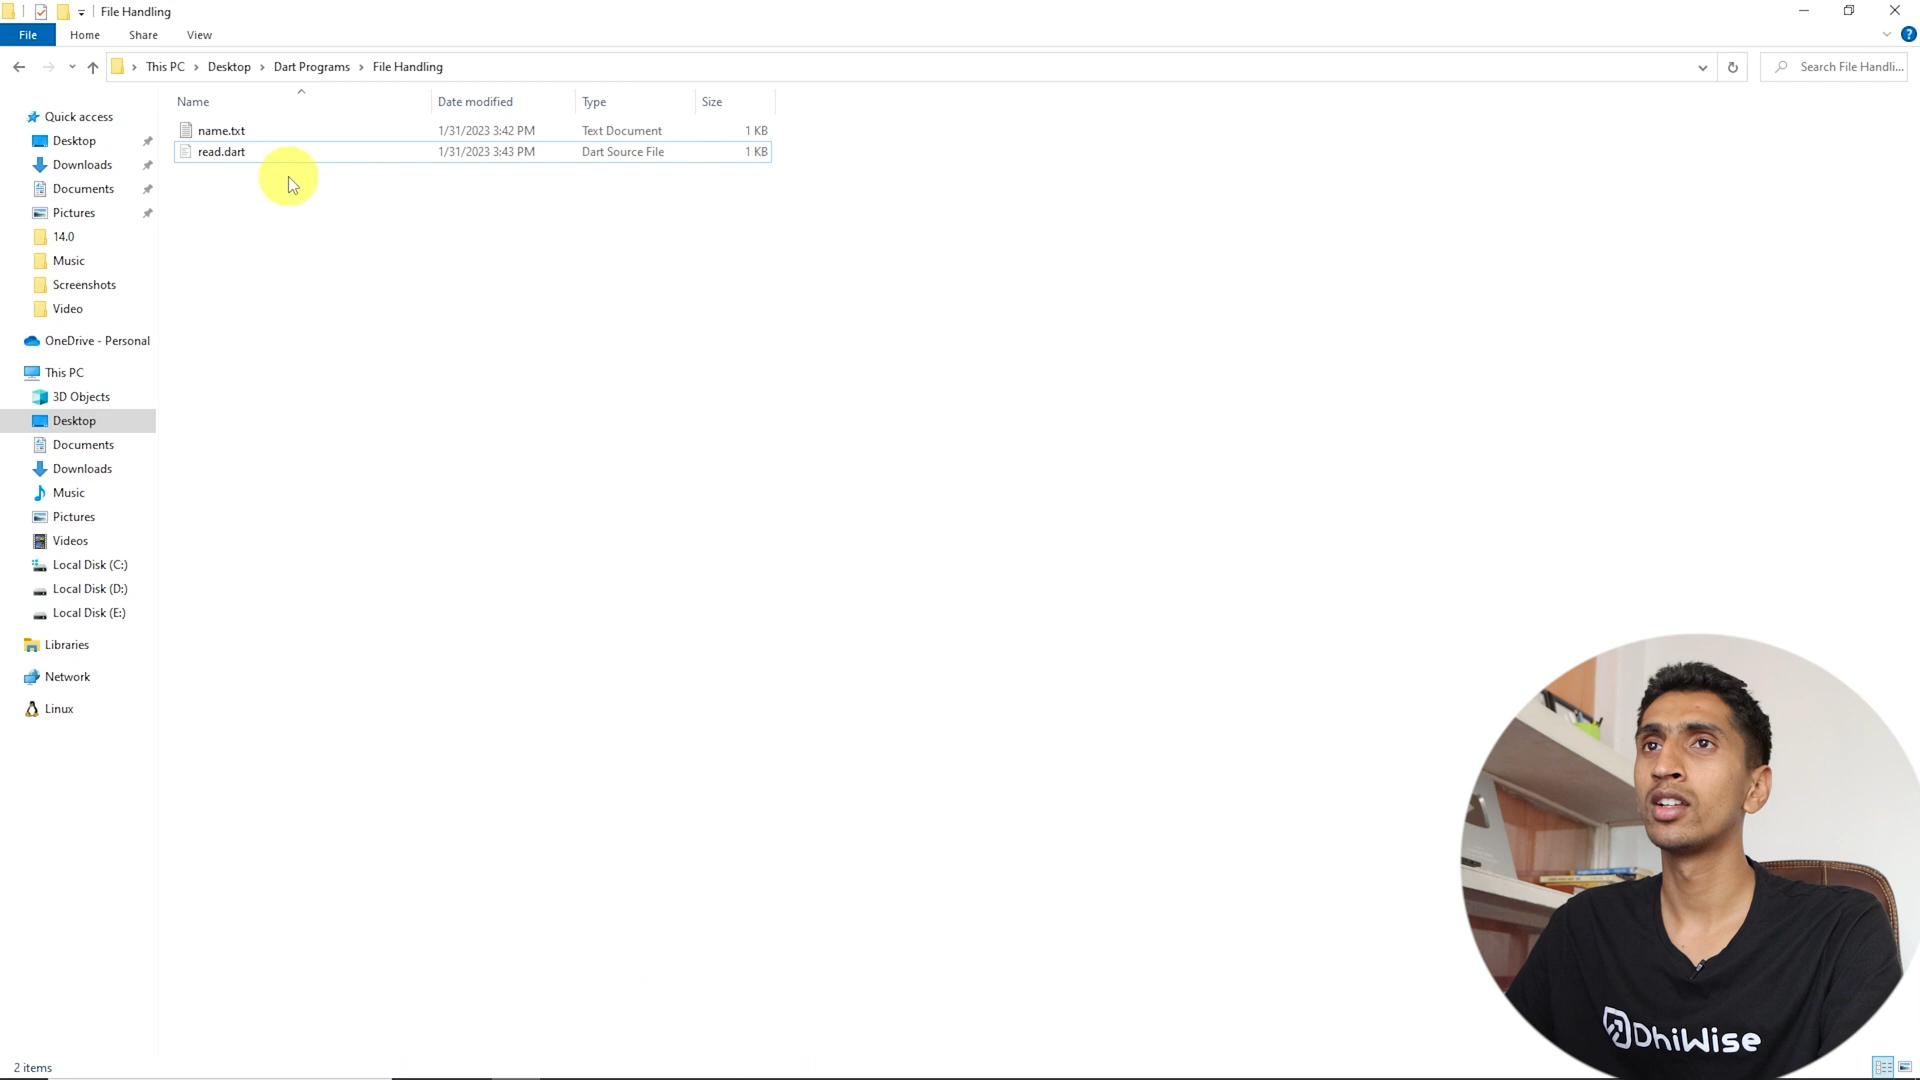 File Handling
File Home Share View
This PC Desktop Dart Programs File Handling
Search File Handli...
Name Date modified Type Size
name.txt 1/31/2023 3:42 PM Text Document 1 KB
read.dart 1/31/2023 3:43 PM Dart Source File 1 KB
Quick access
Desktop
Downloads
Documents
Pictures
14.0
Music
Screenshots
Video
OneDrive - Personal
This PC
3D Objects
Desktop
Documents
Downloads
Music
Pictures
Videos
Local Disk (C:)
Local Disk (D:)
Local Disk (E:)
Libraries
Network
Linux
DhiWise
2 items